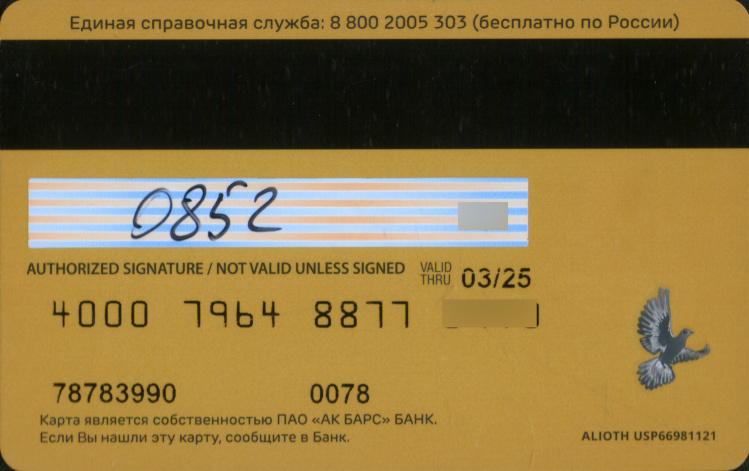 Единая справочная служба: 8 800 2005 303 (бесплатно по России)
0852
AUTHORIZED SIGNATURE / NOT VALID UNLESS SIGNED
VALID THRU 03/25
4000 7964 8877
78783990 0078
Карта является собственностью ПАО «АК БАРС» БАНК.
Если Вы нашли эту карту, сообщите в Банк.
ALIOTH USP66981121